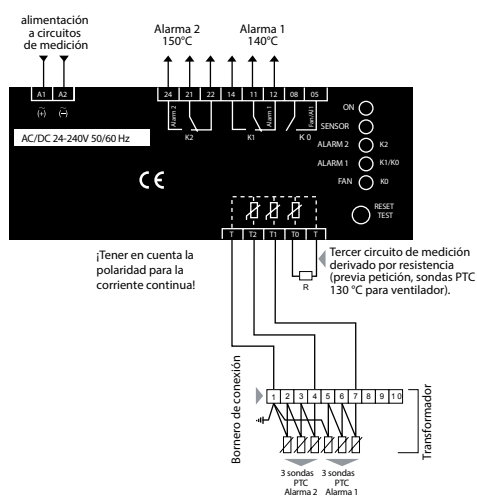 alimentación
a circuitos
de medición
Alarma 2
150°C
Alarma 1
140°C
A1 A2
24 21 22 14 11 12 08 05
(+) (–)
Alarm 2
Alarm 1
Fan/Al1
K2 K1 K 0
AC/DC 24-240V 50/60 Hz
ON
SENSOR
ALARM 2 K2
ALARM 1 K1/K0
FAN K0
RESET
TEST
CE
T T2 T1 T0 T
¡Tener en cuenta la
polaridad para la
corriente continua!
R
Tercer circuito de medición
derivado por resistencia
(previa petición, sondas PTC
130 °C para ventilador).
Bornero de conexión
1 2 3 4 5 6 7 8 9 10
Transformador
3 sondas
PTC
Alarma 2
3 sondas
PTC
Alarma 1